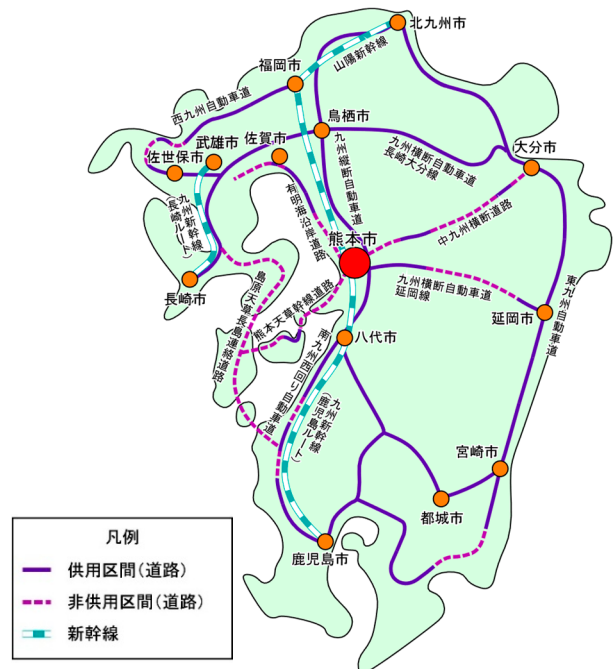 北九州市
山陽新幹線
福岡市
西九州自動車道
鳥栖市
佐賀市
武雄市
佐世保市
大分市
九州横断自動車道
長崎大分線
九州縦断自動車道
九州新幹線
(長崎ルート)
有明海沿岸道路
中九州横断道路
熊本市
長崎市
島原天草長島連絡道路
熊本天草幹線道路
九州横断自動車道
延岡線
東九州自動車道
延岡市
八代市
南九州西回り自動車道
九州新幹線
(鹿児島ルート)
宮崎市
都城市
鹿児島市
凡例
供用区間(道路)
非供用区間(道路)
新幹線